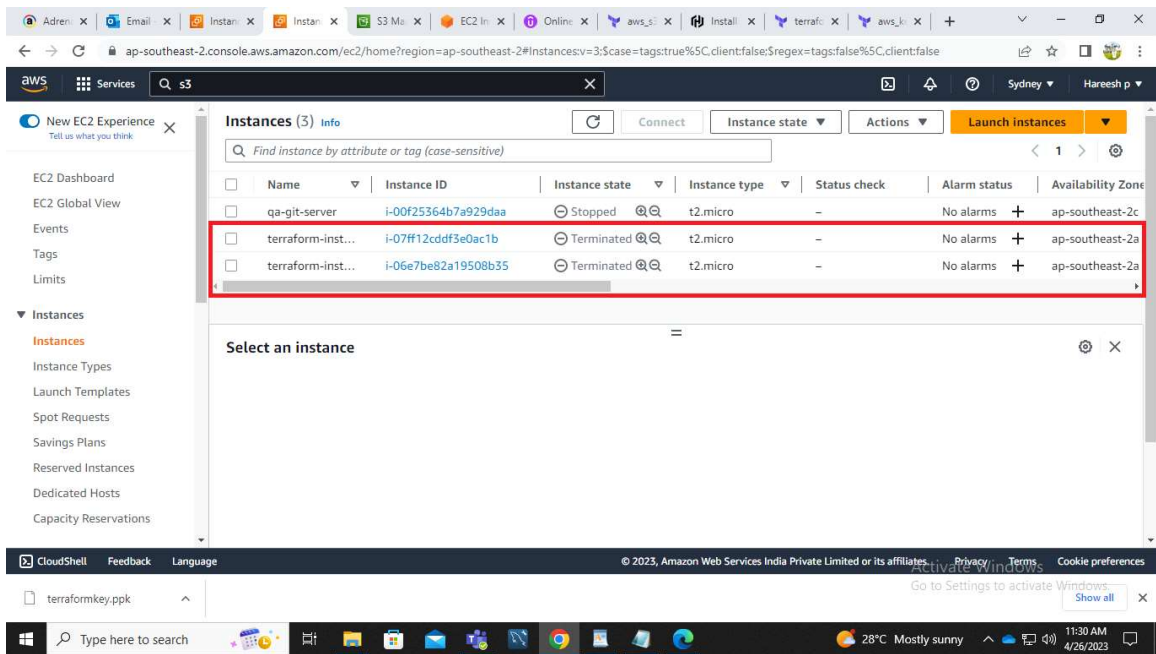 Adren
Email
Instan
Instan
S3 Ma
EC2 In
Online
aws_s
Install
terrafo
aws_k
ap-southeast-2.console.aws.amazon.com/ec2/home?region=ap-southeast-2#Instances:v=3;$case=tags:true%5C,client:false;$regex=tags:false%5C,client:false
aws Services s3 Sydney ▼ Hareesh p ▼
New EC2 Experience
Tell us what you think
EC2 Dashboard
EC2 Global View
Events
Tags
Limits
▼ Instances
Instances
Instance Types
Launch Templates
Spot Requests
Savings Plans
Reserved Instances
Dedicated Hosts
Capacity Reservations
Instances (3) Info Connect Instance state ▼ Actions ▼ Launch instances ▼
Find instance by attribute or tag (case-sensitive) < 1 >
Name Instance ID Instance state Instance type Status check Alarm status Availability Zone
qa-git-server i-00f25364b7a929daa Stopped t2.micro – No alarms + ap-southeast-2c
terraform-inst... i-07ff12cddf3e0ac1b Terminated t2.micro – No alarms + ap-southeast-2a
terraform-inst... i-06e7be82a19508b35 Terminated t2.micro – No alarms + ap-southeast-2a
Select an instance
CloudShell Feedback Language © 2023, Amazon Web Services India Private Limited or its affiliates. Privacy Terms Cookie preferences
Activate Windows
Go to Settings to activate Windows.
terraformkey.ppk Show all
Type here to search 28°C Mostly sunny 11:30 AM
4/26/2023